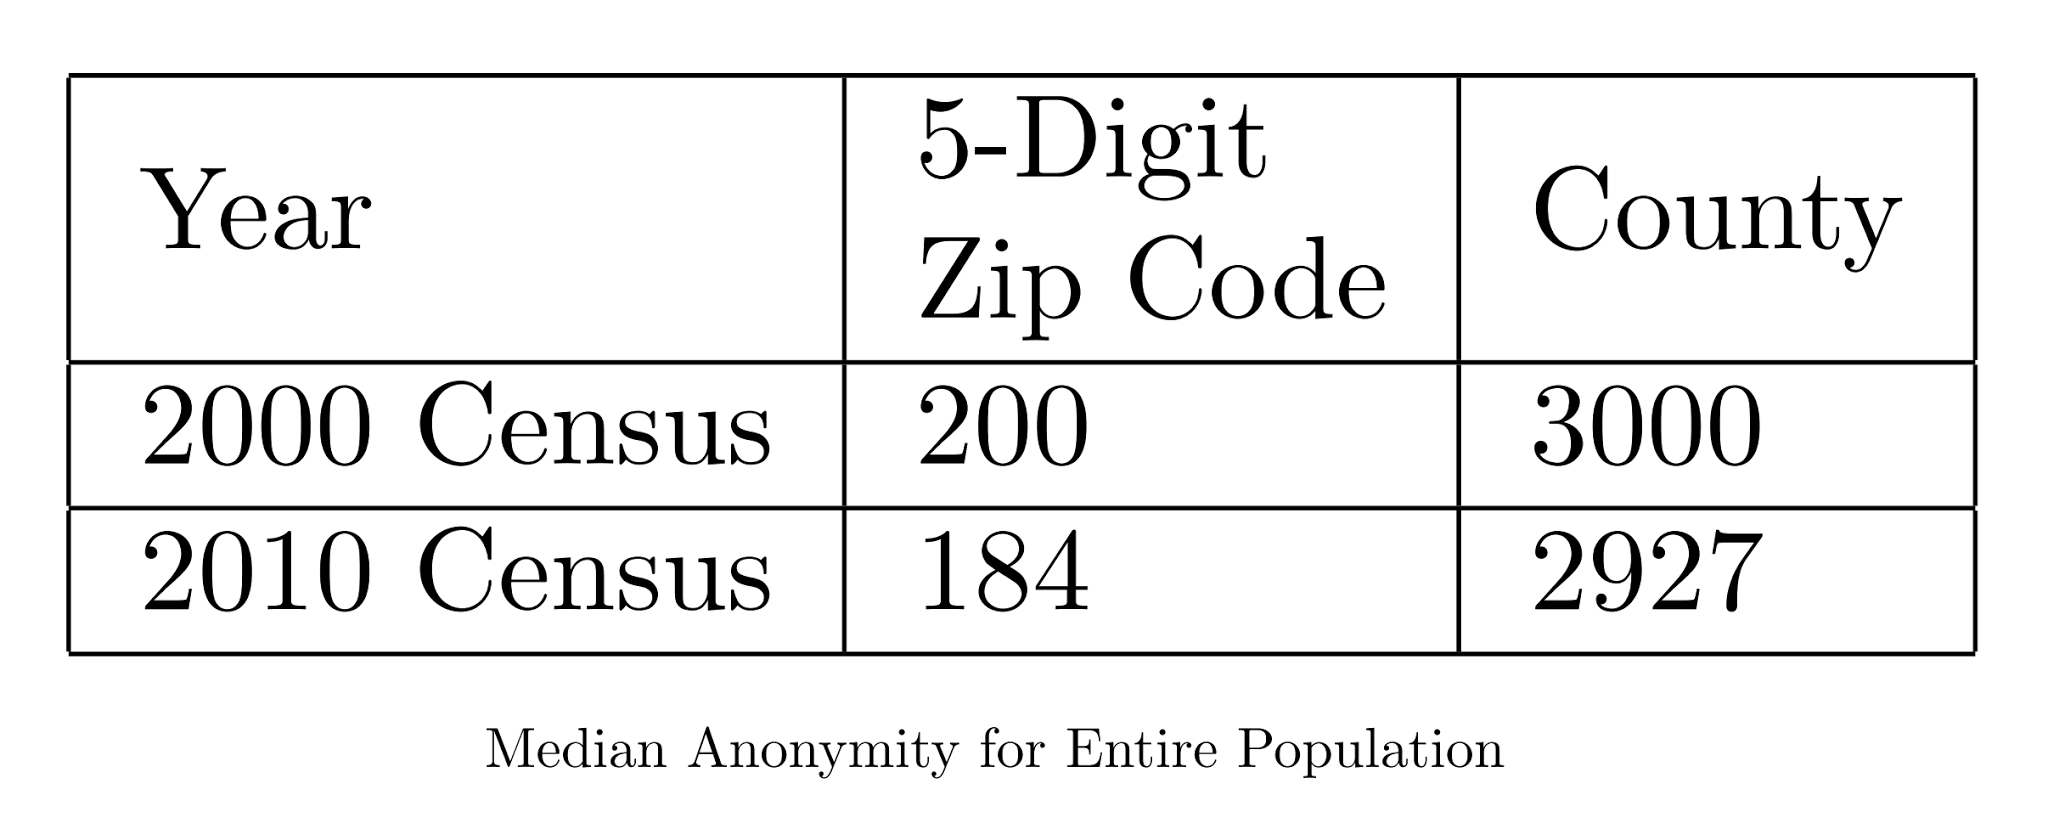 Year 5-Digit Zip Code County
2000 Census 200 3000
2010 Census 184 2927
Median Anonymity for Entire Population